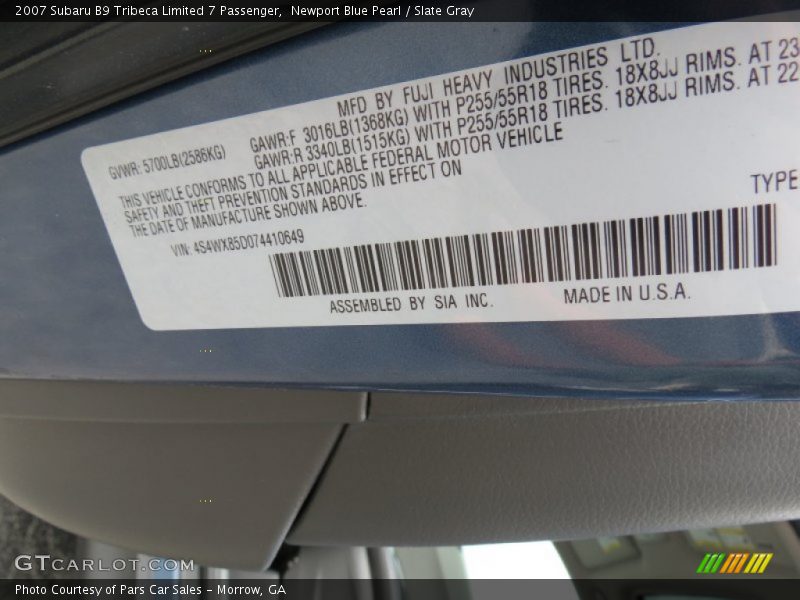 2007 Subaru B9 Tribeca Limited 7 Passenger, Newport Blue Pearl / Slate Gray
MFD BY FUJI HEAVY INDUSTRIES LTD.
GVWR: 5700LB(2586KG) GAWR:F 3016LB(1368KG) WITH P255/55R18 TIRES. 18X8JJ RIMS. AT 23
GAWR:R 3340LB(1515KG) WITH P255/55R18 TIRES. 18X8JJ RIMS. AT 22
THIS VEHICLE CONFORMS TO ALL APPLICABLE FEDERAL MOTOR VEHICLE
SAFETY AND THEFT PREVENTION STANDARDS IN EFFECT ON
THE DATE OF MANUFACTURE SHOWN ABOVE.
VIN: 4S4WX85D074410649
TYPE
ASSEMBLED BY SIA INC. MADE IN U.S.A.
GTCARLOT.COM
Photo Courtesy of Pars Car Sales - Morrow, GA